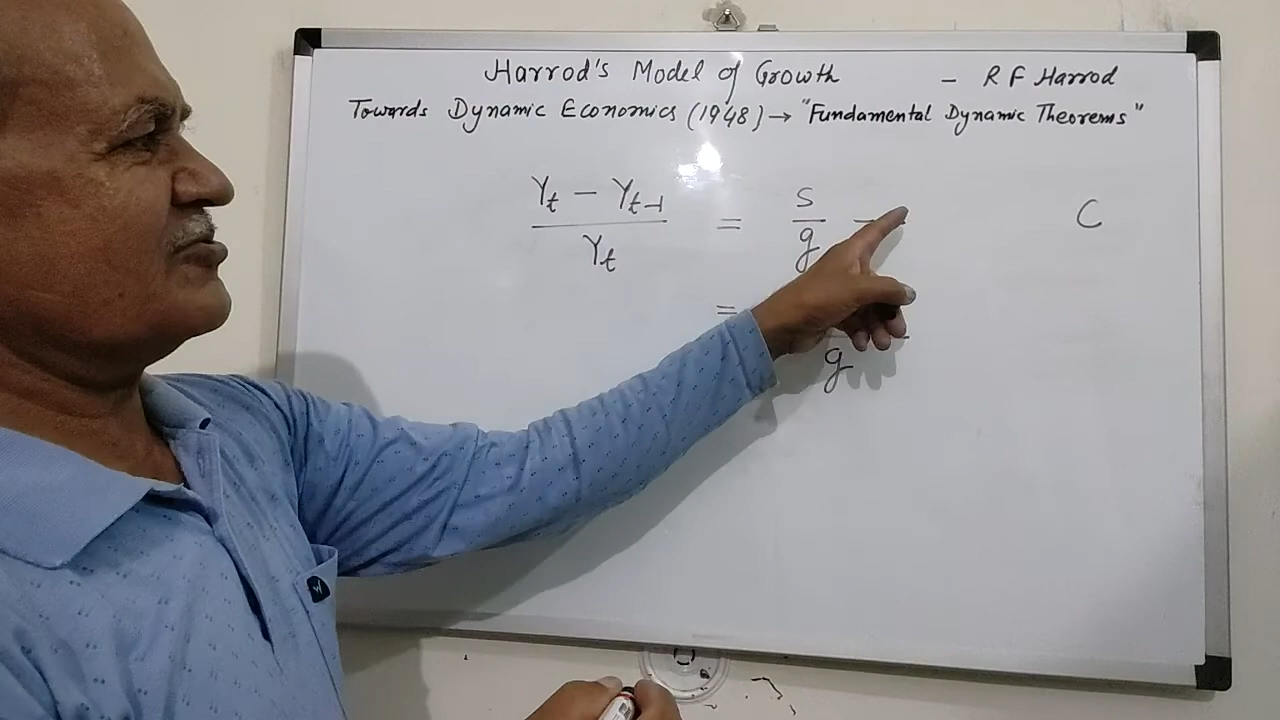 Harrod's Model of Growth - R F Harrod
Towards Dynamic Economics (1948) → "Fundamental Dynamic Theorems"
Yt - Yt-1 / Yt = s / g - C
= g